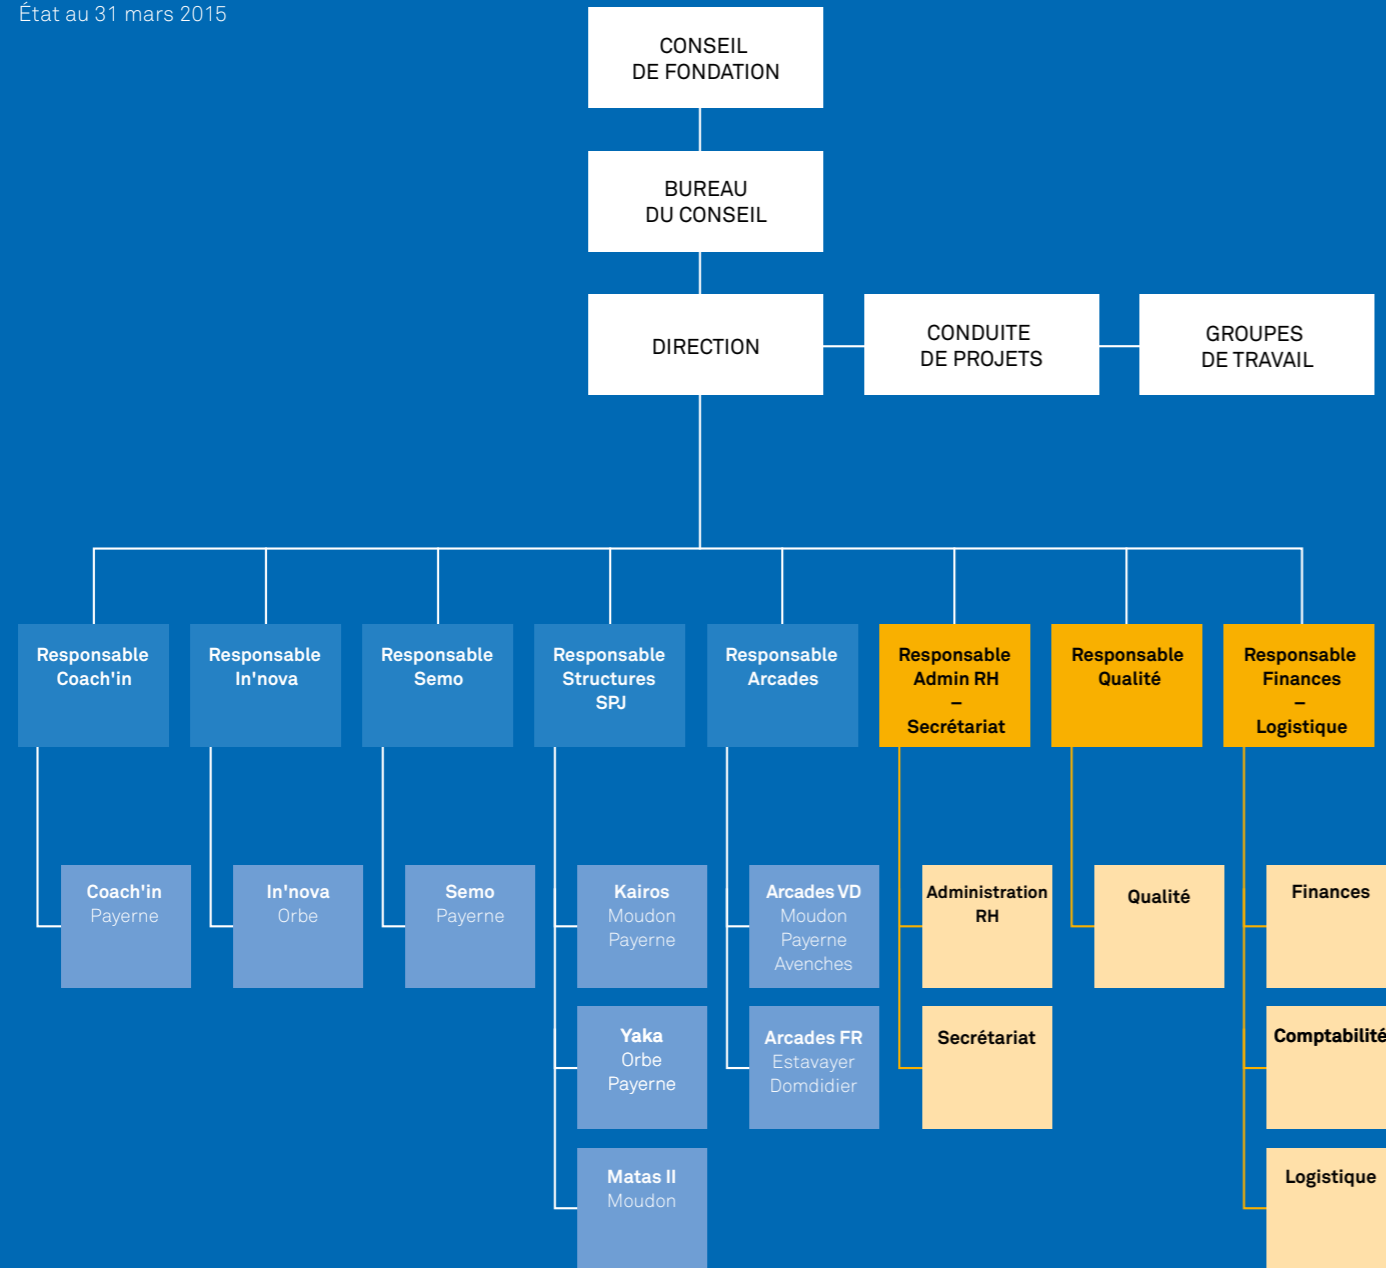 État au 31 mars 2015
CONSEIL
DE FONDATION
BUREAU
DU CONSEIL
DIRECTION
CONDUITE
DE PROJETS
GROUPES
DE TRAVAIL
Responsable
Coach'in
Responsable
In'nova
Responsable
Semo
Responsable
Structures
SPJ
Responsable
Arcades
Responsable
Admin RH
–
Secrétariat
Responsable
Qualité
Responsable
Finances
–
Logistique
Coach'in
Payerne
In'nova
Orbe
Semo
Payerne
Kairos
Moudon
Payerne
Arcades VD
Moudon
Payerne
Avenches
Administration
RH
Qualité
Finances
Yaka
Orbe
Payerne
Arcades FR
Estavayer
Domdidier
Secrétariat
Comptabilité
Matas II
Moudon
Logistique